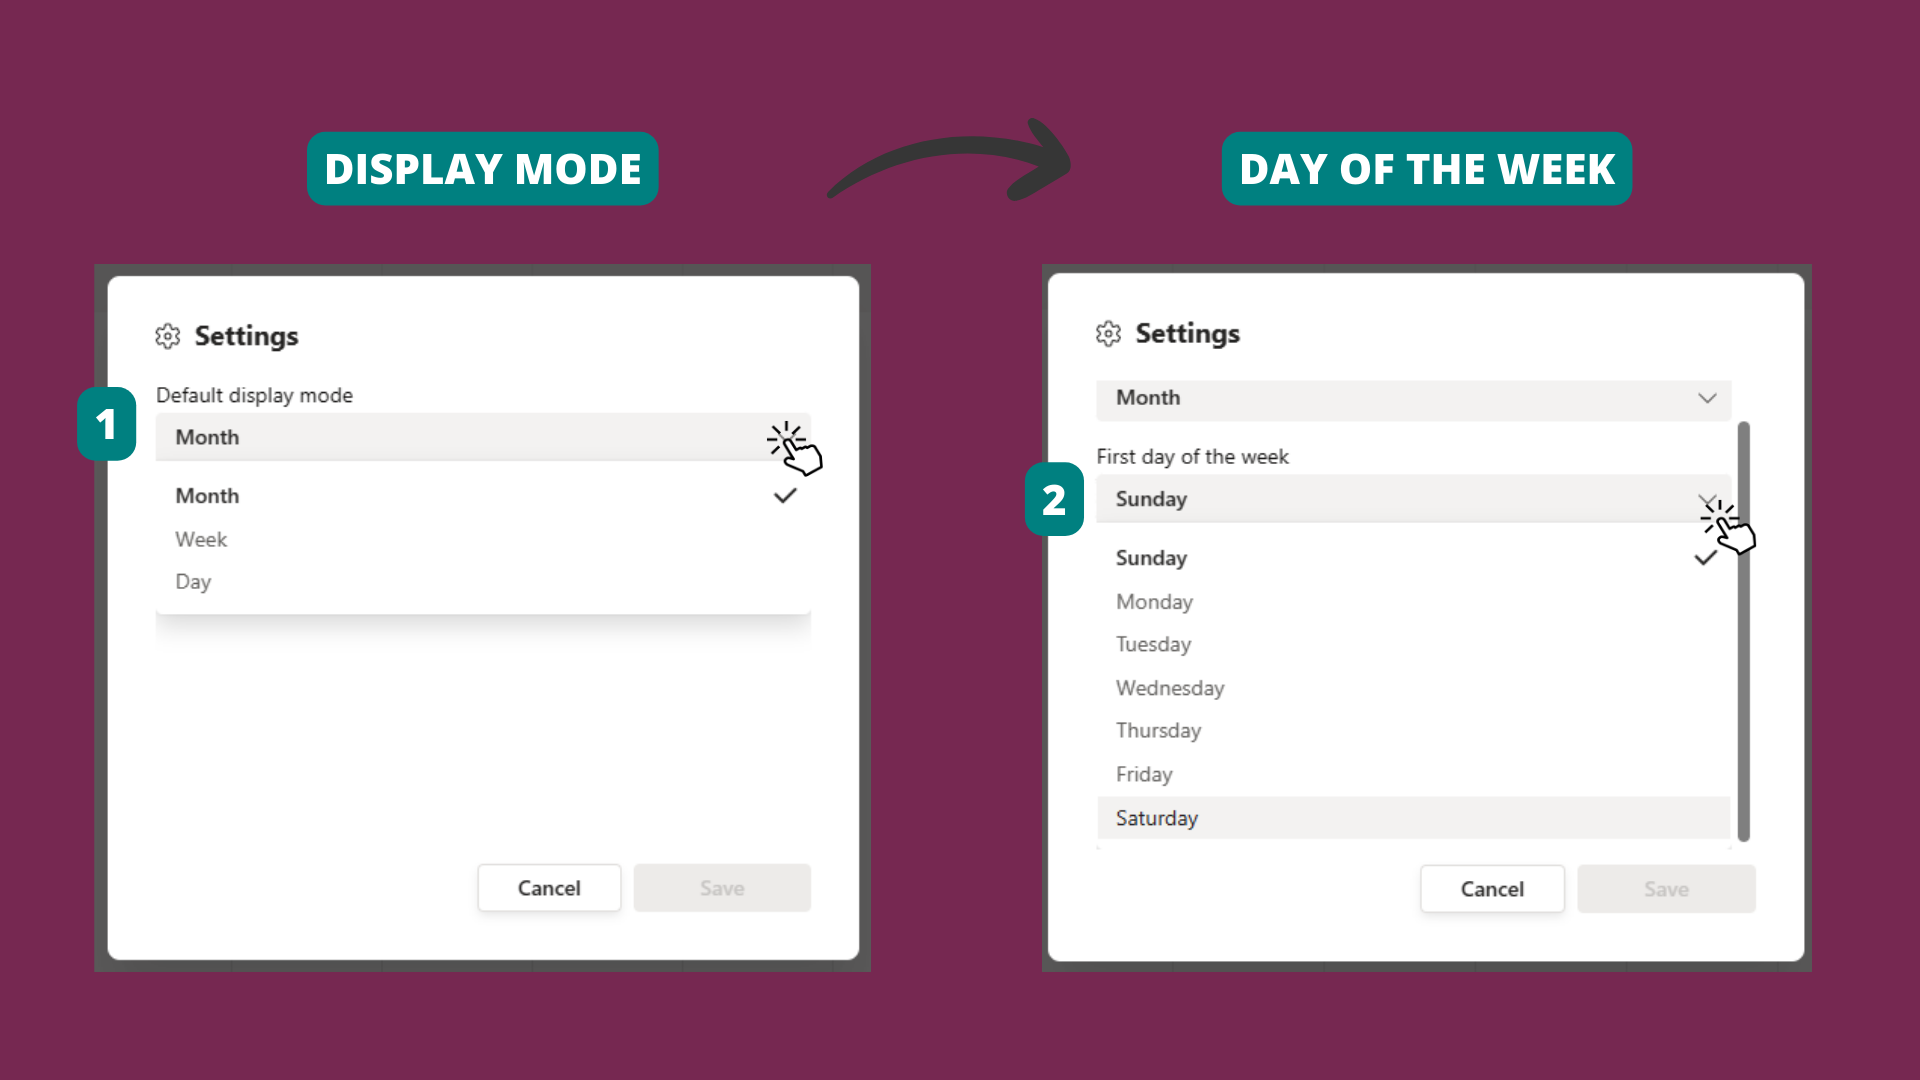 DISPLAY MODE
DAY OF THE WEEK
Settings
Default display mode
1
Month
Month
Week
Day
Cancel
Save
Settings
Month
First day of the week
2
Sunday
Sunday
Monday
Tuesday
Wednesday
Thursday
Friday
Saturday
Cancel
Save